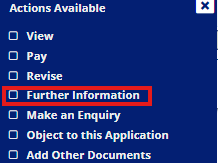 Actions Available
View
Pay
Revise
Further Information
Make an Enquiry
Object to this Application
Add Other Documents